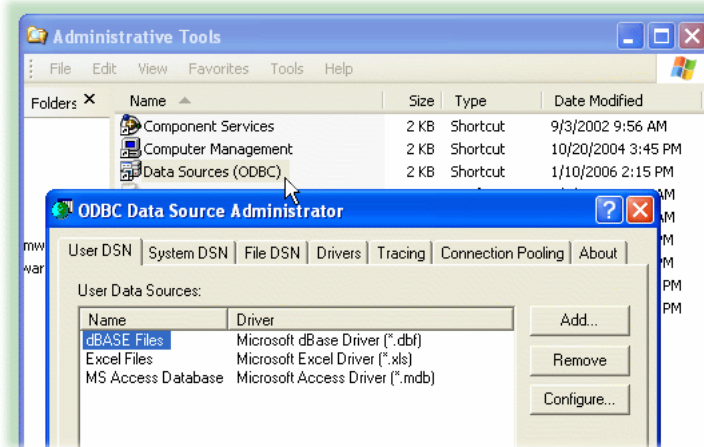 Administrative Tools
File Edit View Favorites Tools Help
Folders Name Size Type Date Modified
Component Services 2 KB Shortcut 9/3/2002 9:56 AM
Computer Management 2 KB Shortcut 10/20/2004 3:45 PM
Data Sources (ODBC) 2 KB Shortcut 1/10/2006 2:15 PM
ODBC Data Source Administrator
User DSN System DSN File DSN Drivers Tracing Connection Pooling About
User Data Sources:
Name Driver
Add...
dBASE Files Microsoft dBase Driver (*.dbf)
Excel Files Microsoft Excel Driver (*.xls)
Remove
MS Access Database Microsoft Access Driver (*.mdb)
Configure...
PM
PM